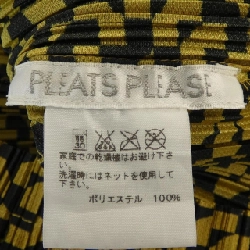 PLEATS PLEASE
家庭での乾燥機はお避け下
さい。
洗濯時にはネットを使用して
下さい。
ポリエステル 100%